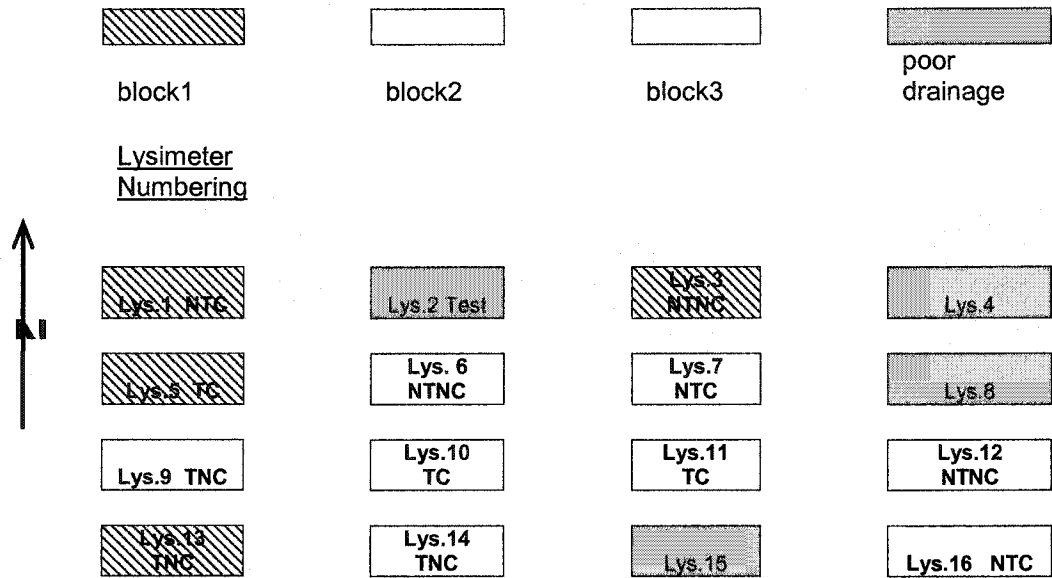 block1
block2
block3
poor
drainage
Lysimeter
Numbering
Lys.1 NTC
Lys.2 Test
Lys.3
NTNC
Lys.4
Lys.5 TC
Lys. 6
NTNC
Lys.7
NTC
Lys.8
Lys.9 TNC
Lys.10
TC
Lys.11
TC
Lys.12
NTNC
Lys.13
TNC
Lys.14
TNC
Lys.15
Lys.16 NTC